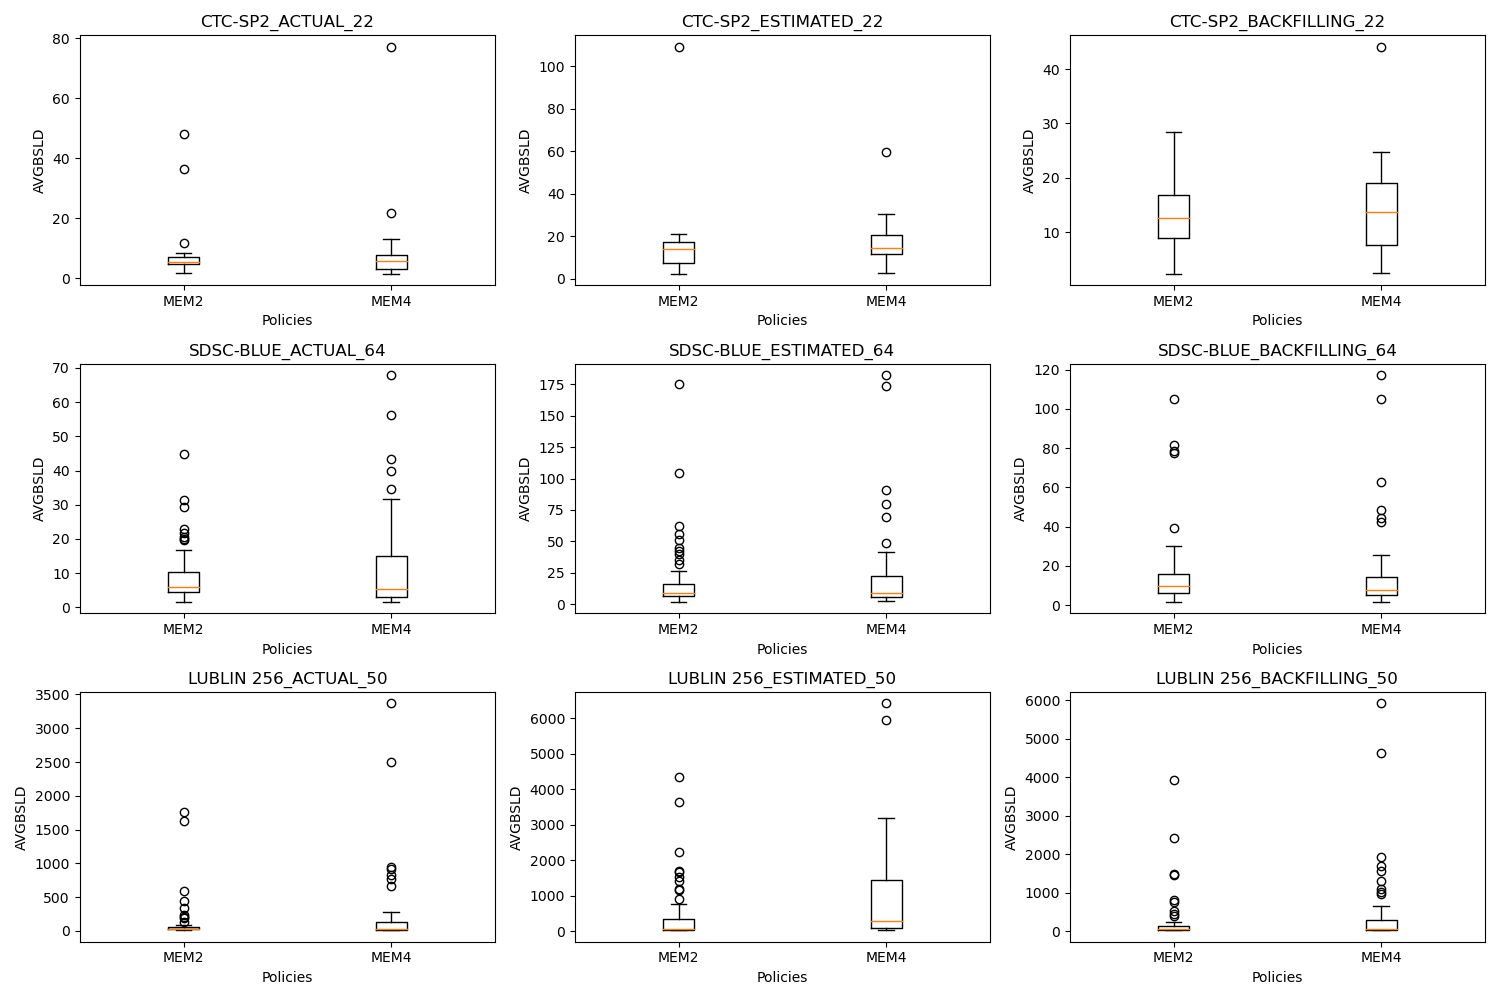 CTC-SP2_ACTUAL_22
CTC-SP2_ESTIMATED_22
CTC-SP2_BACKFILLING_22
80
60
40
20
0
AVGBSLD
MEM2
MEM4
Policies
100
80
60
40
20
0
AVGBSLD
MEM2
MEM4
Policies
40
30
20
10
AVGBSLD
MEM2
MEM4
Policies
SDSC-BLUE_ACTUAL_64
SDSC-BLUE_ESTIMATED_64
SDSC-BLUE_BACKFILLING_64
70
60
50
40
30
20
10
0
AVGBSLD
MEM2
MEM4
Policies
175
150
125
100
75
50
25
0
AVGBSLD
MEM2
MEM4
Policies
120
100
80
60
40
20
0
AVGBSLD
MEM2
MEM4
Policies
LUBLIN 256_ACTUAL_50
LUBLIN 256_ESTIMATED_50
LUBLIN 256_BACKFILLING_50
3500
3000
2500
2000
1500
1000
500
0
AVGBSLD
MEM2
MEM4
Policies
6000
5000
4000
3000
2000
1000
0
AVGBSLD
MEM2
MEM4
Policies
6000
5000
4000
3000
2000
1000
0
AVGBSLD
MEM2
MEM4
Policies